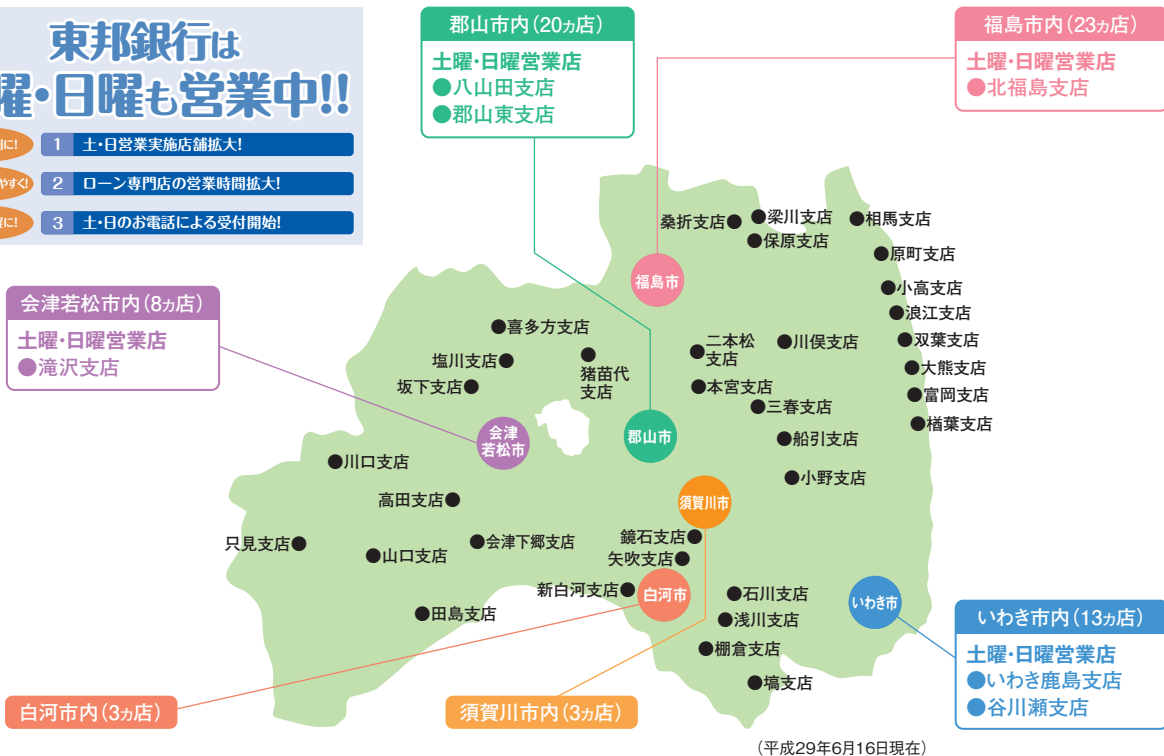 東邦銀行は
曜・日曜も営業中!!
1 土・日営業実施店舗拡大!
やすく! 2 ローン専門店の営業時間拡大!
に! 3 土・日のお電話による受付開始!
郡山市内(20ヵ店)
土曜・日曜営業店
●八山田支店
●郡山東支店
福島市内(23ヵ店)
土曜・日曜営業店
●北福島支店
会津若松市内(8ヵ店)
土曜・日曜営業店
●滝沢支店
桑折支店●
●梁川支店
●保原支店
●相馬支店
●原町支店
●小高支店
●浪江支店
●双葉支店
●大熊支店
●富岡支店
●楢葉支店
福島市
●喜多方支店
塩川支店●
坂下支店●
猪苗代
支店
二本松
支店
●川俣支店
●本宮支店
●三春支店
●船引支店
●小野支店
会津
若松市
郡山市
須賀川市
●川口支店
高田支店●
只見支店●
●山口支店
●会津下郷支店
●田島支店
鏡石支店●
矢吹支店●
新白河支店●
白河市
●石川支店
●浅川支店
●棚倉支店
●塙支店
いわき市
いわき市内(13ヵ店)
土曜・日曜営業店
●いわき鹿島支店
●谷川瀬支店
白河市内(3ヵ店)
須賀川市内(3ヵ店)
(平成29年6月16日現在)